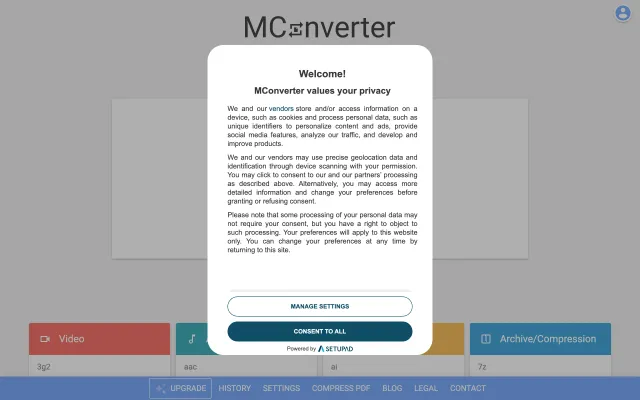 MConverter
Welcome!
MConverter values your privacy
We and our vendors store and/or access information on a
device, such as cookies and process personal data, such as
unique identifiers to personalize content and ads, provide
social media features, analyze our traffic, and develop and
improve products.
We and our vendors may use precise geolocation data and
identification through device scanning with your permission.
You may click to consent to our and our partners' processing
as described above. Alternatively, you may access more
detailed information and change your preferences before
granting or refusing consent.
Please note that some processing of your personal data may
not require your consent, but you have a right to object to
such processing. Your preferences will apply to this website
only. You can change your preferences at any time by
returning to this site.
MANAGE SETTINGS
CONSENT TO ALL
Powered by SETUPAD
Video
Archive/Compression
3g2
aac
ai
7z
UPGRADE HISTORY SETTINGS COMPRESS PDF BLOG LEGAL CONTACT